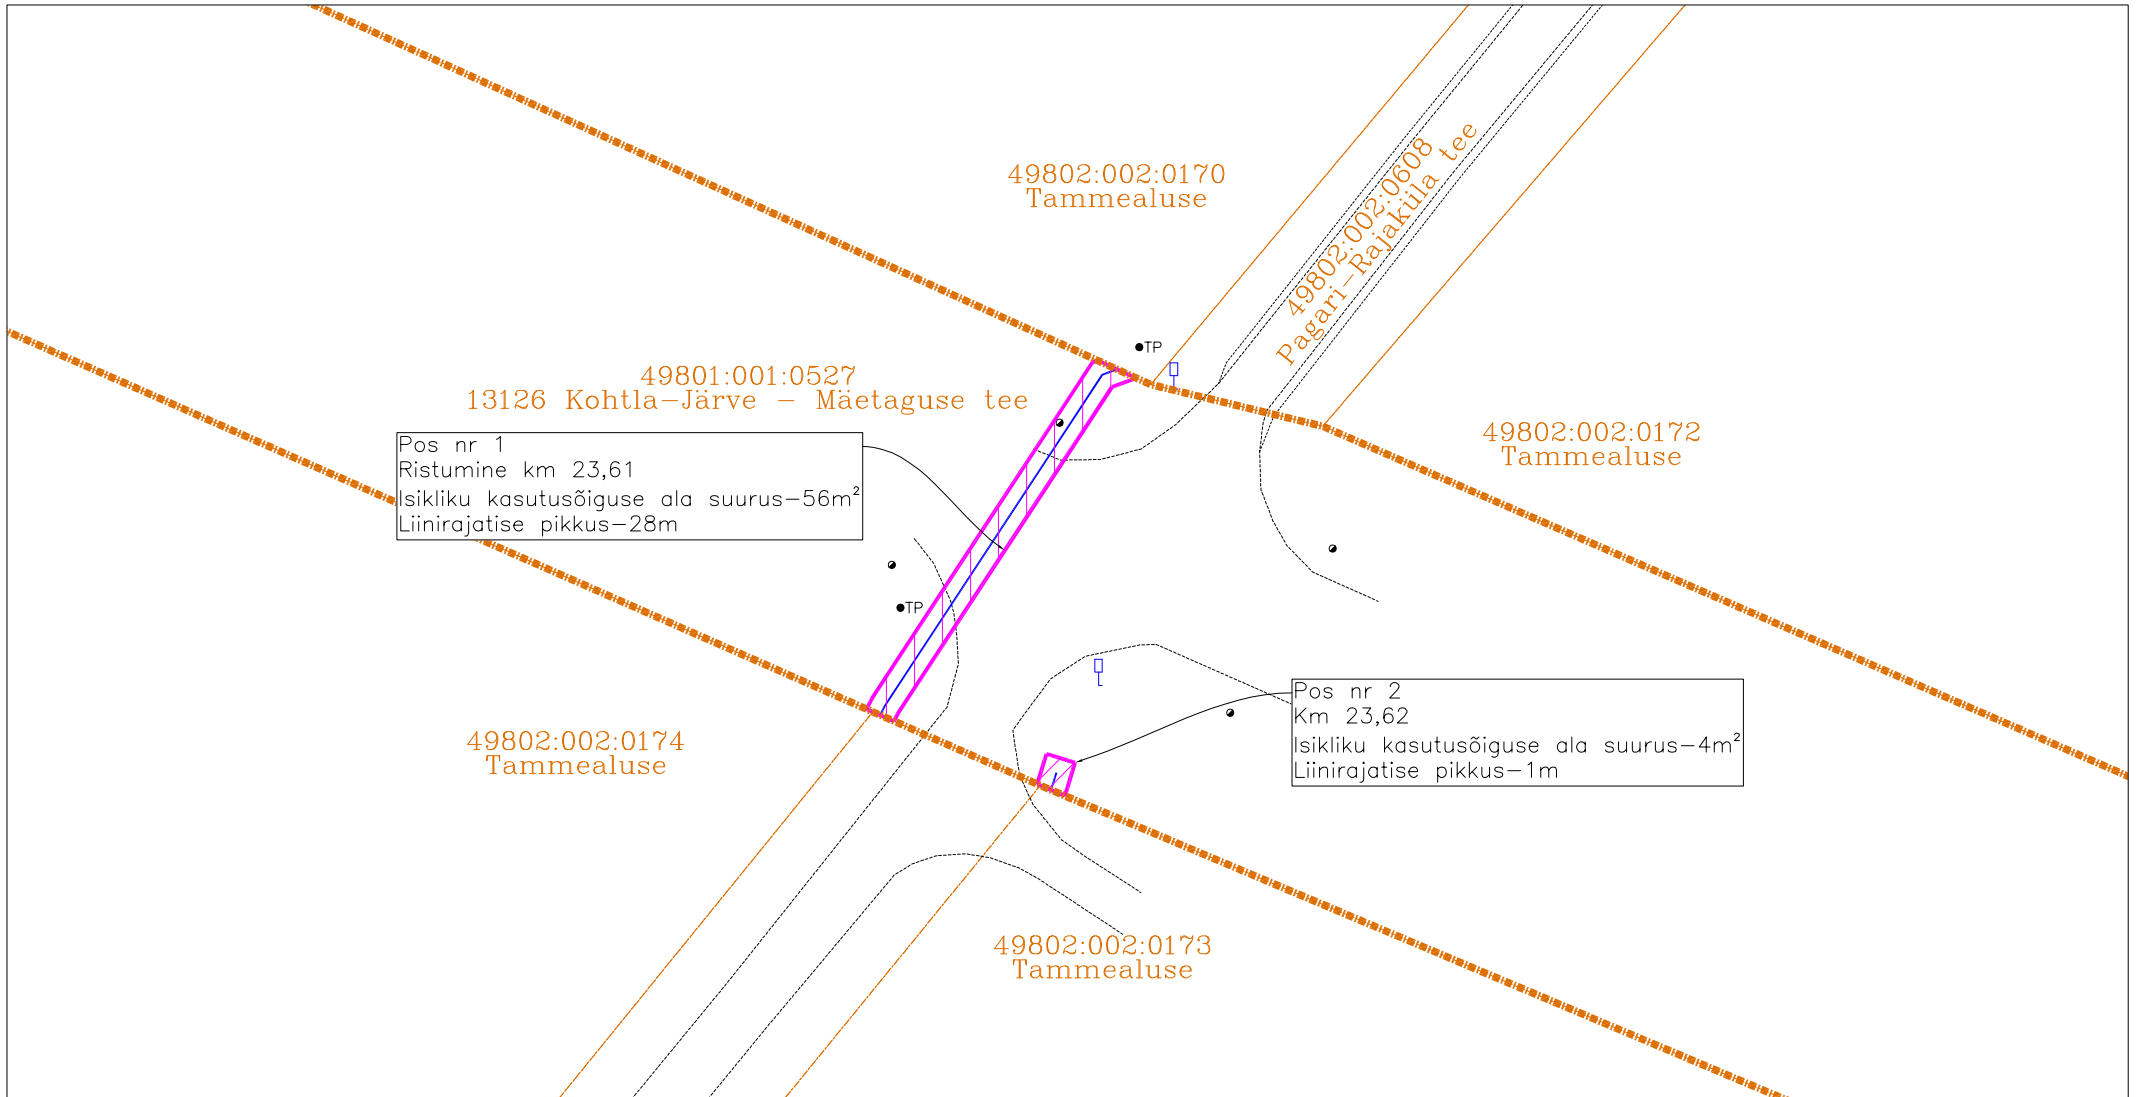 49802:002:0170
Tammealuse
49802:002:0608
Pagari-Rajaküla tee
TP
49801:001:0527
13126 Kohtla-Järve - Mäetaguse tee
49802:002:0172
Tammealuse
Pos nr 1
Ristumine km 23,61
Isikliku kasutusõiguse ala suurus-56m²
Liinirajatise pikkus-28m
TP
Pos nr 2
Km 23,62
Isikliku kasutusõiguse ala suurus-4m²
Liinirajatise pikkus-1m
49802:002:0174
Tammealuse
49802:002:0173
Tammealuse